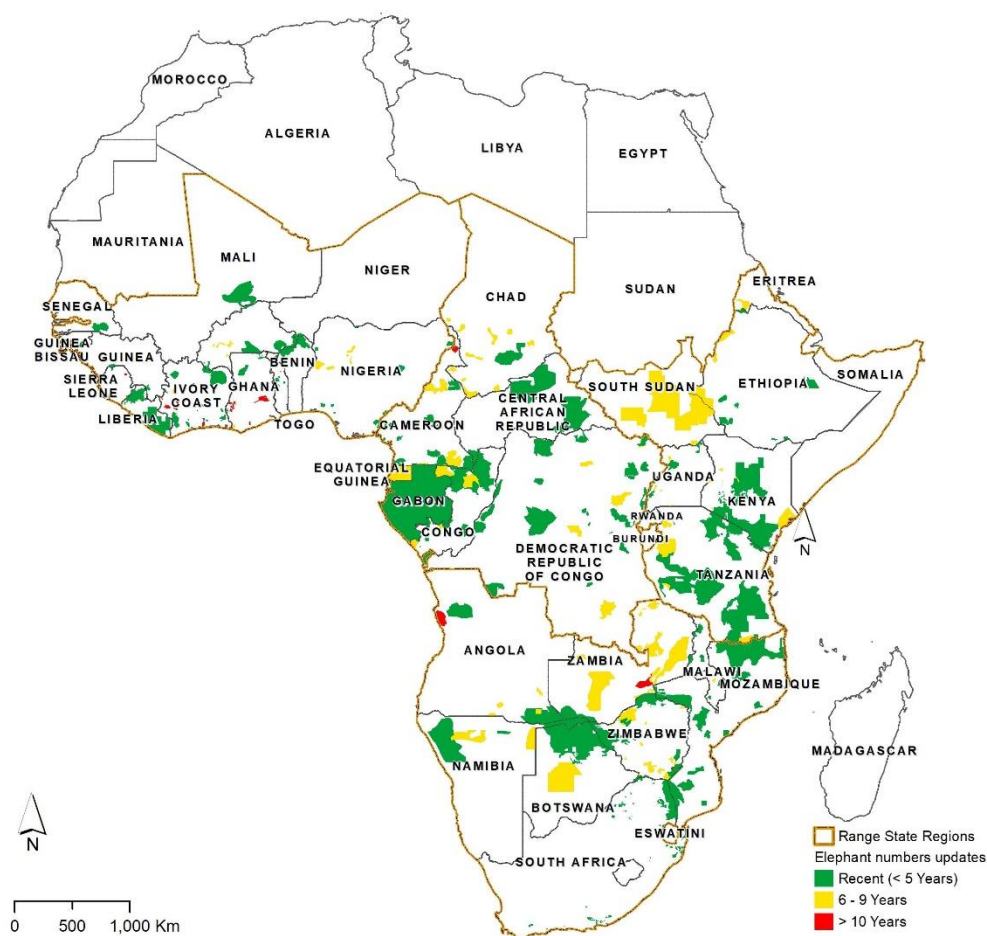 MOROCCO
ALGERIA
LIBYA
EGYPT
MAURITANIA
MALI
NIGER
CHAD
SUDAN
ERITREA
SENEGAL
GUINEA
BISSAU
GUINEA
SIERRA
LEONE
LIBERIA
IVORY
COAST
GHANA
BENIN
TOGO
NIGERIA
CAMEROON
CENTRAL
AFRICAN
REPUBLIC
SOUTH SUDAN
ETHIOPIA
SOMALIA
EQUATORIAL
GUINEA
GABON
CONGO
UGANDA
KENYA
RWANDA
BURUNDI
N
DEMOCRATIC
REPUBLIC
OF CONGO
TANZANIA
ANGOLA
ZAMBIA
MALAWI
MOZAMBIQUE
ZIMBABWE
MADAGASCAR
NAMIBIA
BOTSWANA
ESWATINI
SOUTH AFRICA
N
0 500 1,000 Km
Range State Regions
Elephant numbers updates
Recent (< 5 Years)
6 - 9 Years
> 10 Years